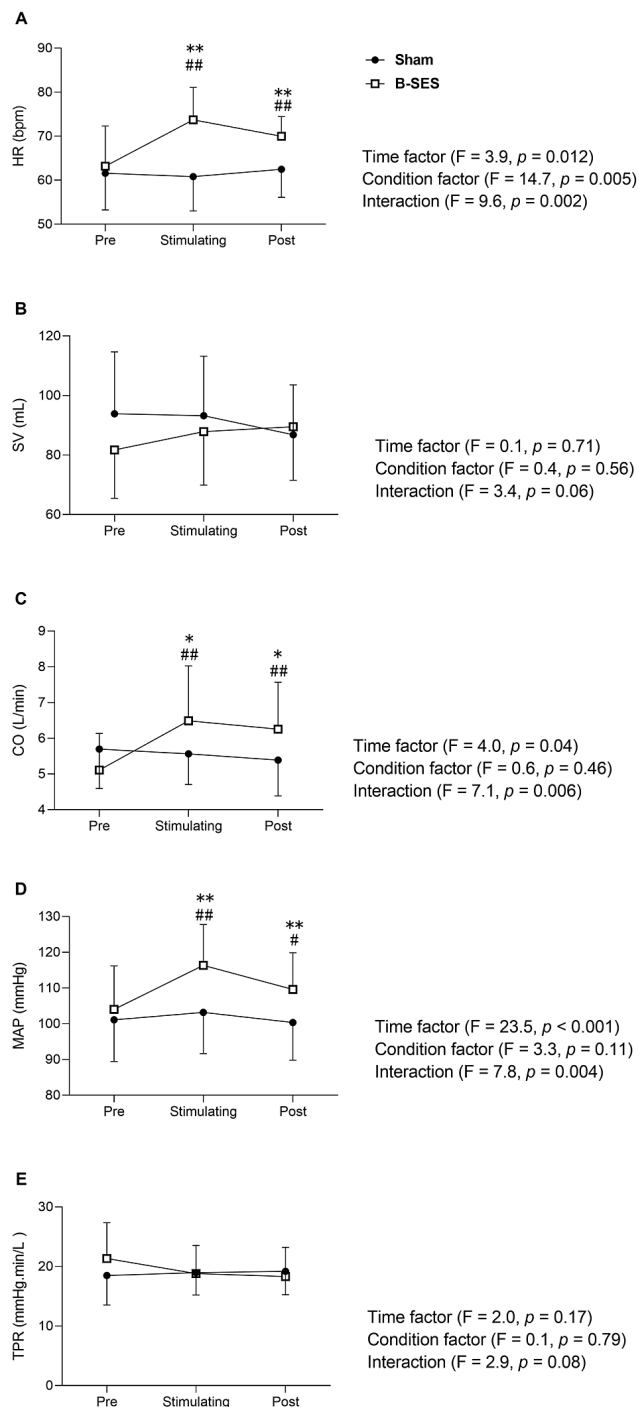 A
90
80
70
60
50
HR (bpm)
**
##
**
##
Pre
Stimulating
Post
Sham
B-SES
Time factor (F = 3.9, p = 0.012)
Condition factor (F = 14.7, p = 0.005)
Interaction (F = 9.6, p = 0.002)
B
120
100
80
60
SV (mL)
Pre
Stimulating
Post
Time factor (F = 0.1, p = 0.71)
Condition factor (F = 0.4, p = 0.56)
Interaction (F = 3.4, p = 0.06)
C
9
8
7
6
5
4
CO (L/min)
*
##
*
##
Pre
Stimulating
Post
Time factor (F = 4.0, p = 0.04)
Condition factor (F = 0.6, p = 0.46)
Interaction (F = 7.1, p = 0.006)
D
130
120
110
100
90
80
MAP (mmHg)
**
##
**
#
Pre
Stimulating
Post
Time factor (F = 23.5, p < 0.001)
Condition factor (F = 3.3, p = 0.11)
Interaction (F = 7.8, p = 0.004)
E
30
20
10
0
TPR (mmHg.min/L )
Pre
Stimulating
Post
Time factor (F = 2.0, p = 0.17)
Condition factor (F = 0.1, p = 0.79)
Interaction (F = 2.9, p = 0.08)